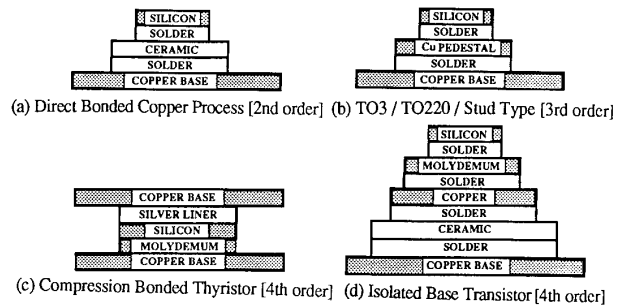 SILICON
SOLDER
CERAMIC
SOLDER
COPPER BASE
(a) Direct Bonded Copper Process [2nd order]
SILICON
SOLDER
Cu PEDESTAL
SOLDER
COPPER BASE
(b) TO3 / TO220 / Stud Type [3rd order]
COPPER BASE
SILVER LINER
SILICON
MOLYDEMUM
COPPER BASE
(c) Compression Bonded Thyristor [4th order]
SILICON
SOLDER
MOLYDEMUM
SOLDER
COPPER
SOLDER
CERAMIC
SOLDER
COPPER BASE
(d) Isolated Base Transistor [4th order]